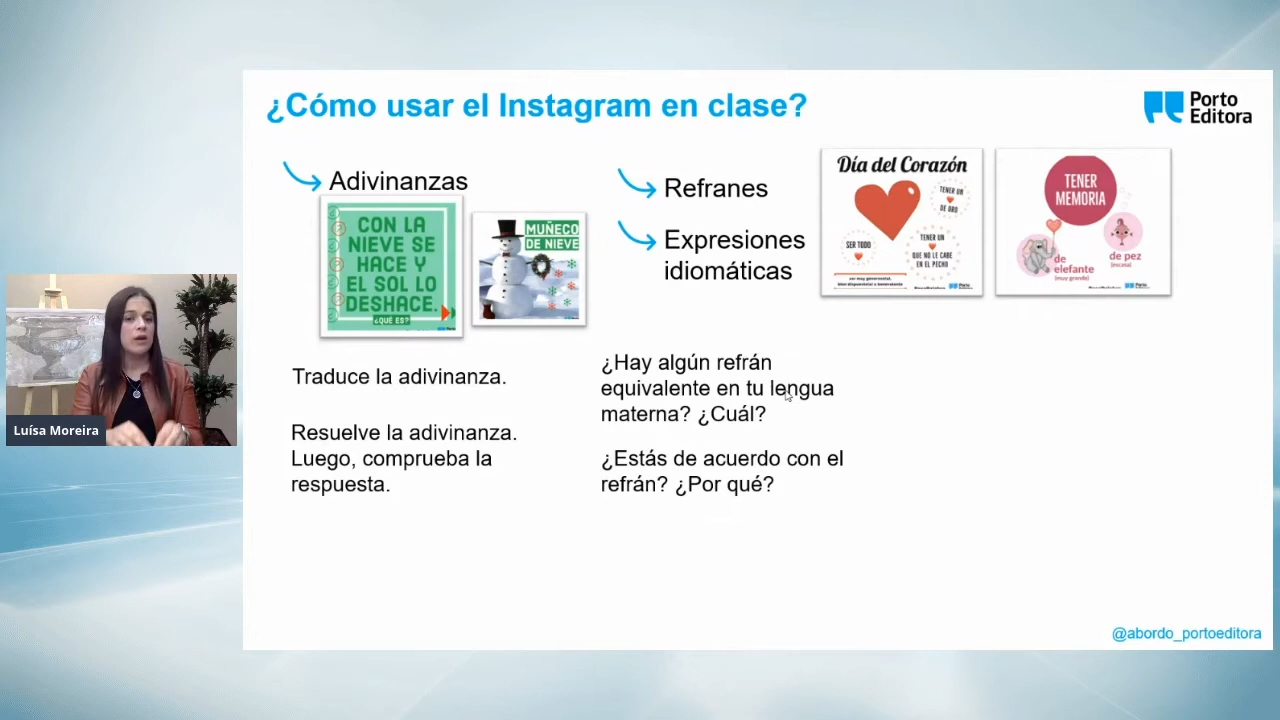 ¿Cómo usar el Instagram en clase?
Porto
Editora
Adivinanzas
CON LA
NIEVE SE
HACE Y
EL SOL LO
DESHACE.
¿QUÉ ES?
MUÑECO
DE NIEVE
Traduce la adivinanza.
Resuelve la adivinanza.
Luego, comprueba la
respuesta.
Refranes
Expresiones
idiomáticas
Día del Corazón
TENER UN
DE ORO
SER TODO
TENER UN
QUE NO LE CABE
EN EL PECHO
TENER
MEMORIA
de
elefante
(muy grande)
de pez
(escasa)
¿Hay algún refrán
equivalente en tu lengua
materna? ¿Cuál?
¿Estás de acuerdo con el
refrán? ¿Por qué?
Luísa Moreira
@abordo_portoeditora